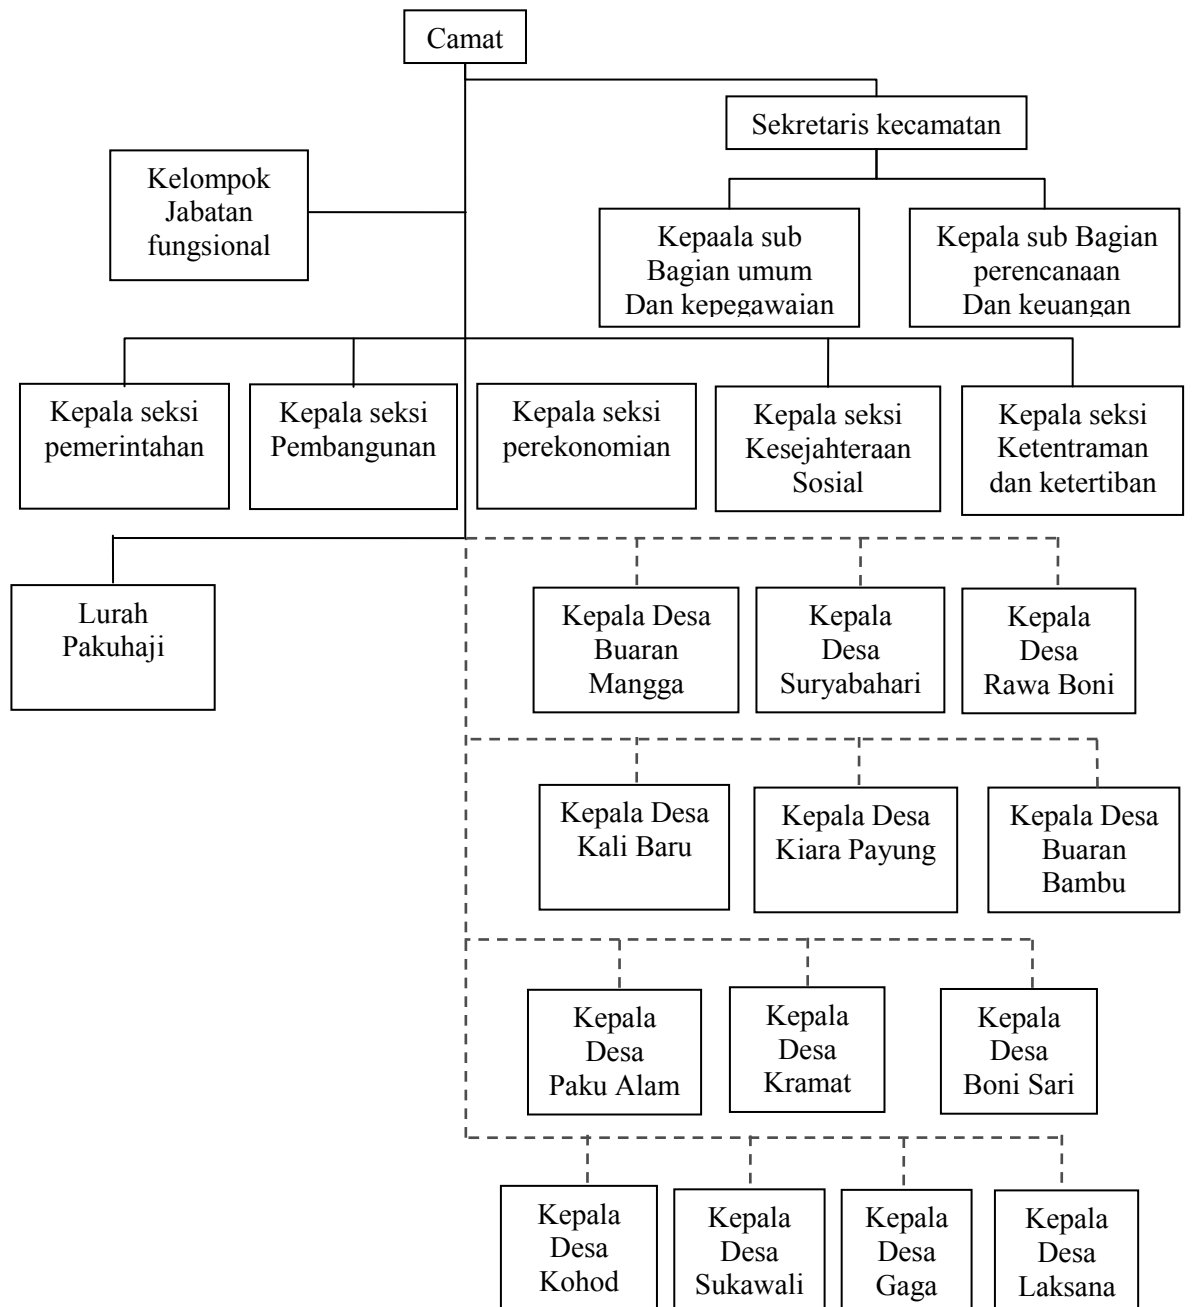 Camat
Sekretaris kecamatan
Kelompok
Jabatan
fungsional
Kepaala sub
Bagian umum
Dan kepegawaian
Kepala sub Bagian
perencanaan
Dan keuangan
Kepala seksi
pemerintahan
Kepala seksi
Pembangunan
Kepala seksi
perekonomian
Kepala seksi
Kesejahteraan
Sosial
Kepala seksi
Ketentraman
dan ketertiban
Lurah
Pakuhaji
Kepala Desa
Buaran
Mangga
Kepala
Desa
Suryabahari
Kepala
Desa
Rawa Boni
Kepala Desa
Kali Baru
Kepala Desa
Kiara Payung
Kepala Desa
Buaran
Bambu
Kepala
Desa
Paku Alam
Kepala
Desa
Kramat
Kepala
Desa
Boni Sari
Kepala
Desa
Kohod
Kepala
Desa
Sukawali
Kepala
Desa
Gaga
Kepala
Desa
Laksana